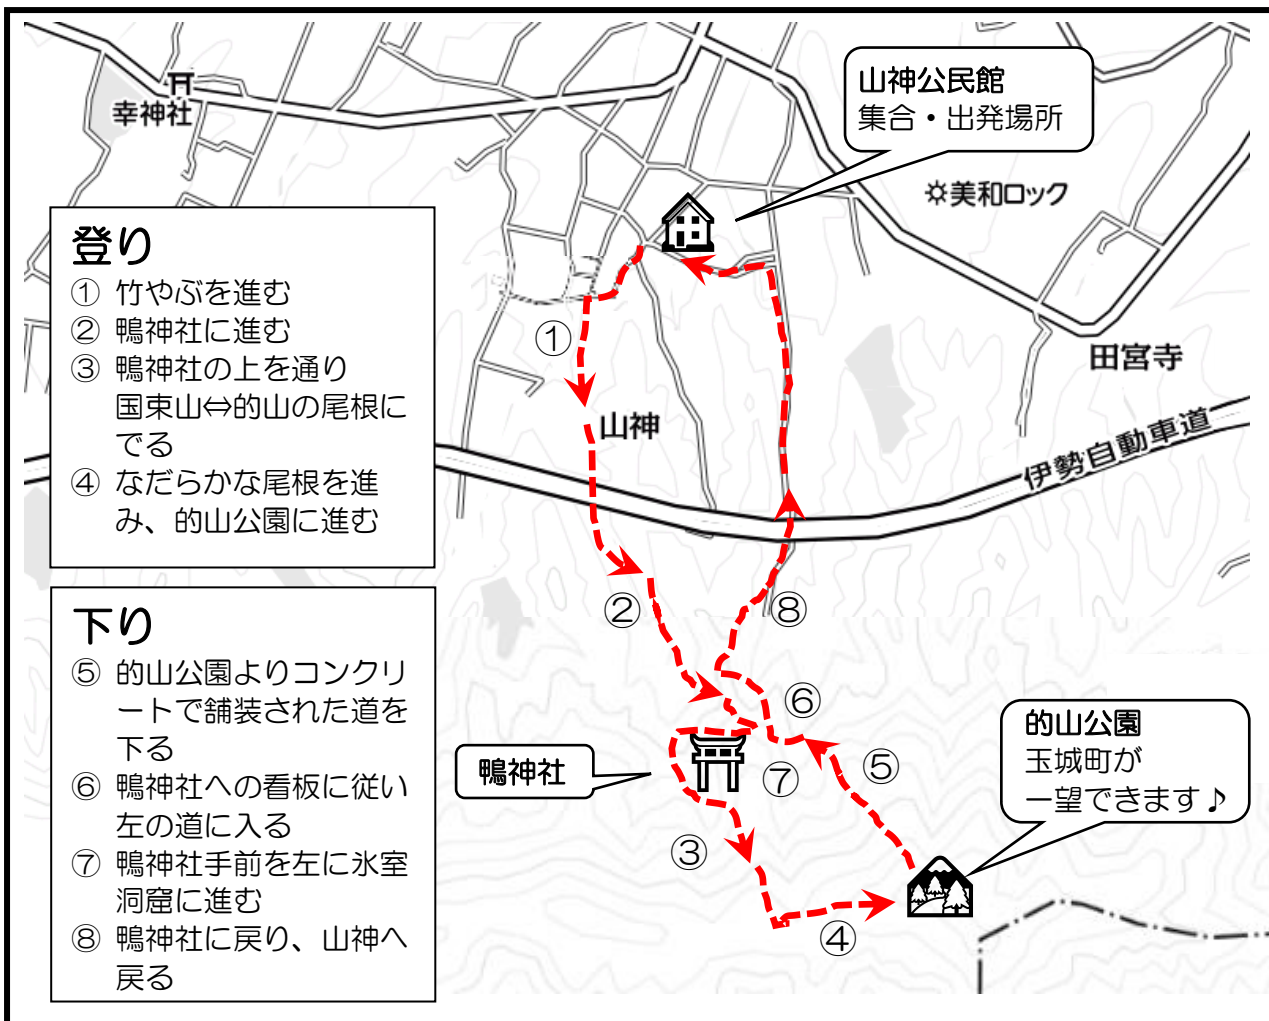 幸神社
山神公民館
集合・出発場所
美和ロック
登り
① 竹やぶを進む
② 鴨神社に進む
③ 鴨神社の上を通り
国束山⇔的山の尾根に
でる
④ なだらかな尾根を進
み、的山公園に進む
①
山神
田宮寺
伊勢自動車道
下り
⑤ 的山公園よりコンクリ
ートで舗装された道を
下る
⑥ 鴨神社への看板に従い
左の道に入る
⑦ 鴨神社手前を左に氷室
洞窟に進む
⑧ 鴨神社に戻り、山神へ
戻る
②
⑧
⑥
鴨神社
⑦
⑤
的山公園
玉城町が
一望できます♪
③
④